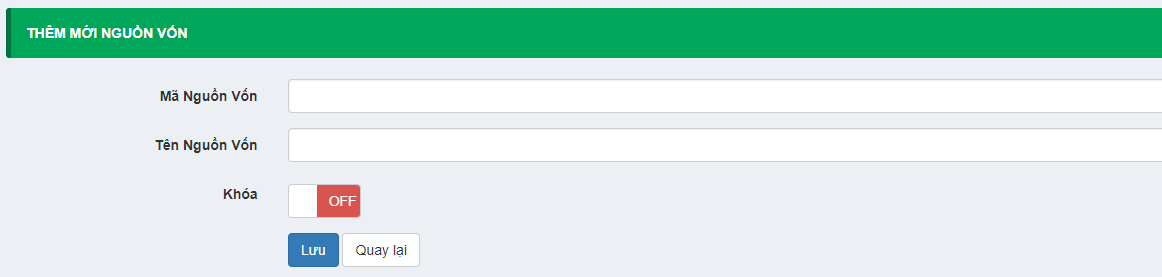 THÊM MỚI NGUỒN VỐN
Mã Nguồn Vốn
Tên Nguồn Vốn
Khóa
OFF
Lưu
Quay lại